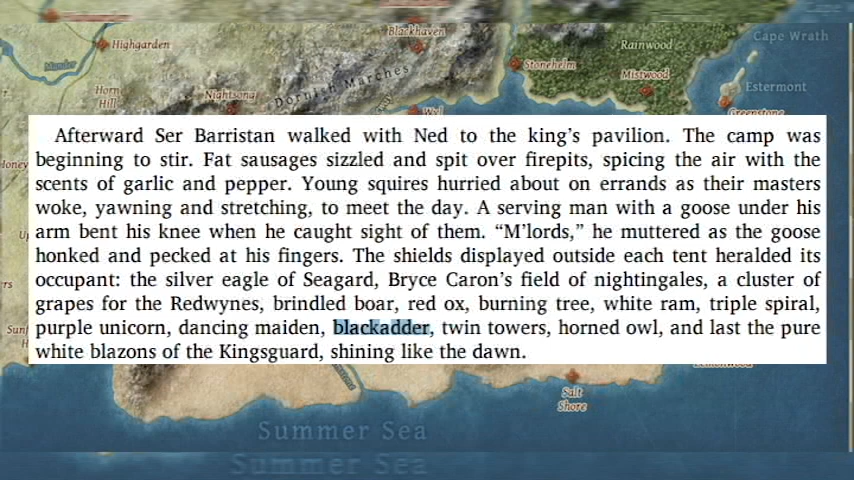 Cape Wrath
Highgarden
Blackhaven
Rainwood
Mander
Stonehelm
Mistwood
Horn
Hill
Nightsong
Dornish Marches
Estermont
Greenstone
Wyl
Afterward Ser Barristan walked with Ned to the king's pavilion. The camp was
beginning to stir. Fat sausages sizzled and spit over firepits, spicing the air with the
scents of garlic and pepper. Young squires hurried about on errands as their masters
woke, yawning and stretching, to meet the day. A serving man with a goose under his
arm bent his knee when he caught sight of them. “M'lords,” he muttered as the goose
honked and pecked at his fingers. The shields displayed outside each tent heralded its
occupant: the silver eagle of Seagard, Bryce Caron's field of nightingales, a cluster of
grapes for the Redwynes, brindled boar, red ox, burning tree, white ram, triple spiral,
purple unicorn, dancing maiden, blackadder, twin towers, horned owl, and last the pure
white blazons of the Kingsguard, shining like the dawn.
Salt
Shore
Summer Sea
Summer Sea